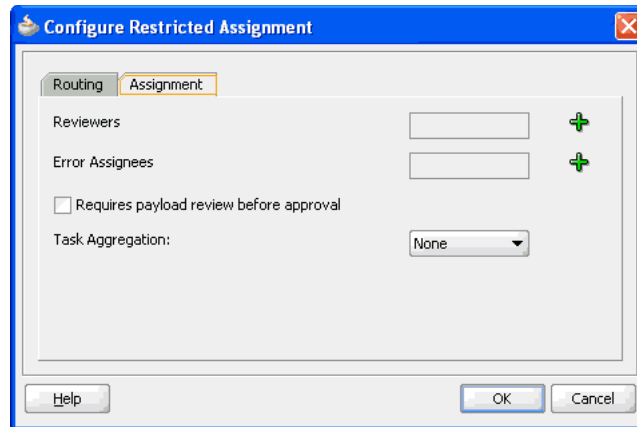 Configure Restricted Assignment
Routing Assignment
Reviewers
Error Assignees
Requires payload review before approval
Task Aggregation: None
Help OK Cancel